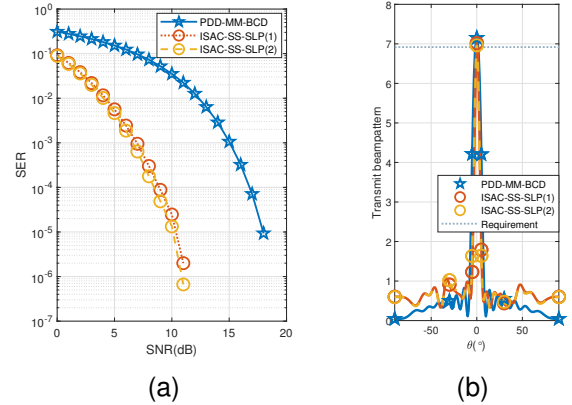 10^0
10^-1
10^-2
10^-3
10^-4
10^-5
10^-6
10^-7
SER
0 5 10 15 20
SNR(dB)
PDD-MM-BCD
ISAC-SS-SLP(1)
ISAC-SS-SLP(2)
(a)
8
7
6
5
4
3
2
1
0
Transmit beampattern
-50 0 50
θ(°)
PDD-MM-BCD
ISAC-SS-SLP(1)
ISAC-SS-SLP(2)
Requirement
(b)